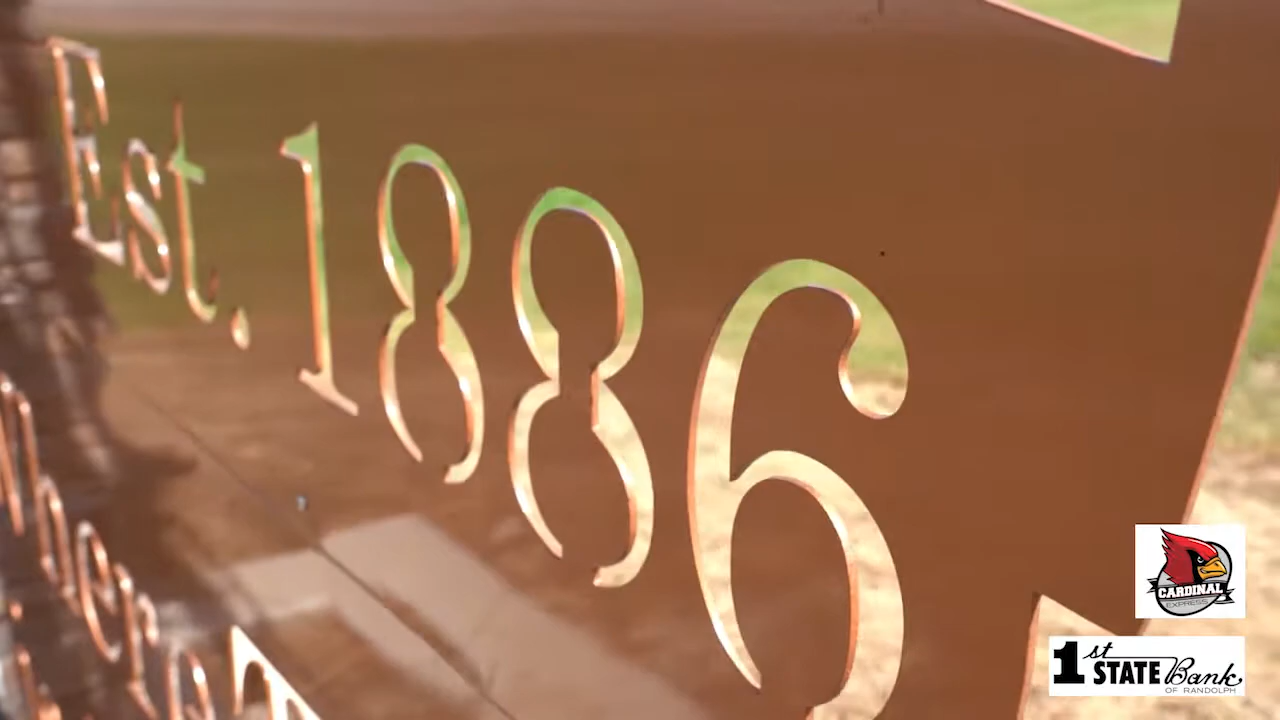 Est. 1886
CARDINAL
EXPRESS
1st STATE Bank
OF RANDOLPH